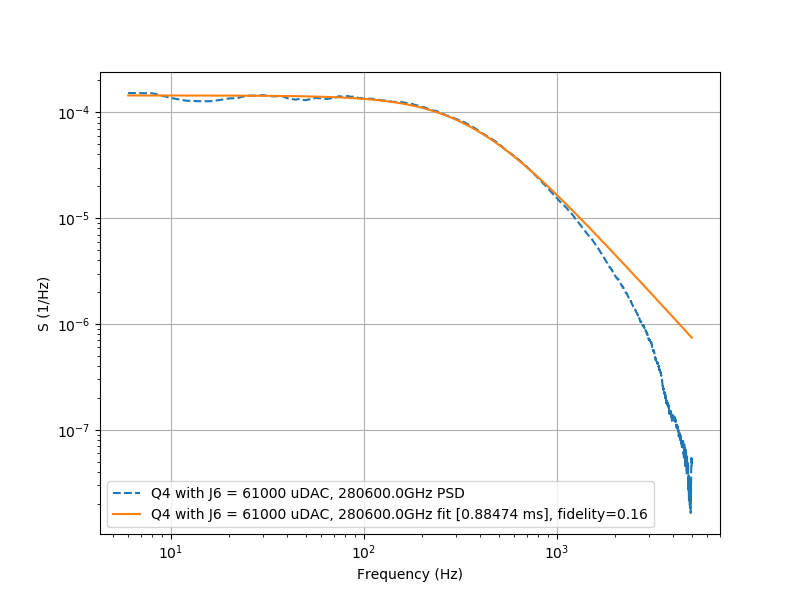 10⁻⁴
10⁻⁵
10⁻⁶
10⁻⁷
S (1/Hz)
Q4 with J6 = 61000 uDAC, 280600.0GHz PSD
Q4 with J6 = 61000 uDAC, 280600.0GHz fit [0.88474 ms], fidelity=0.16
10¹ 10² 10³
Frequency (Hz)